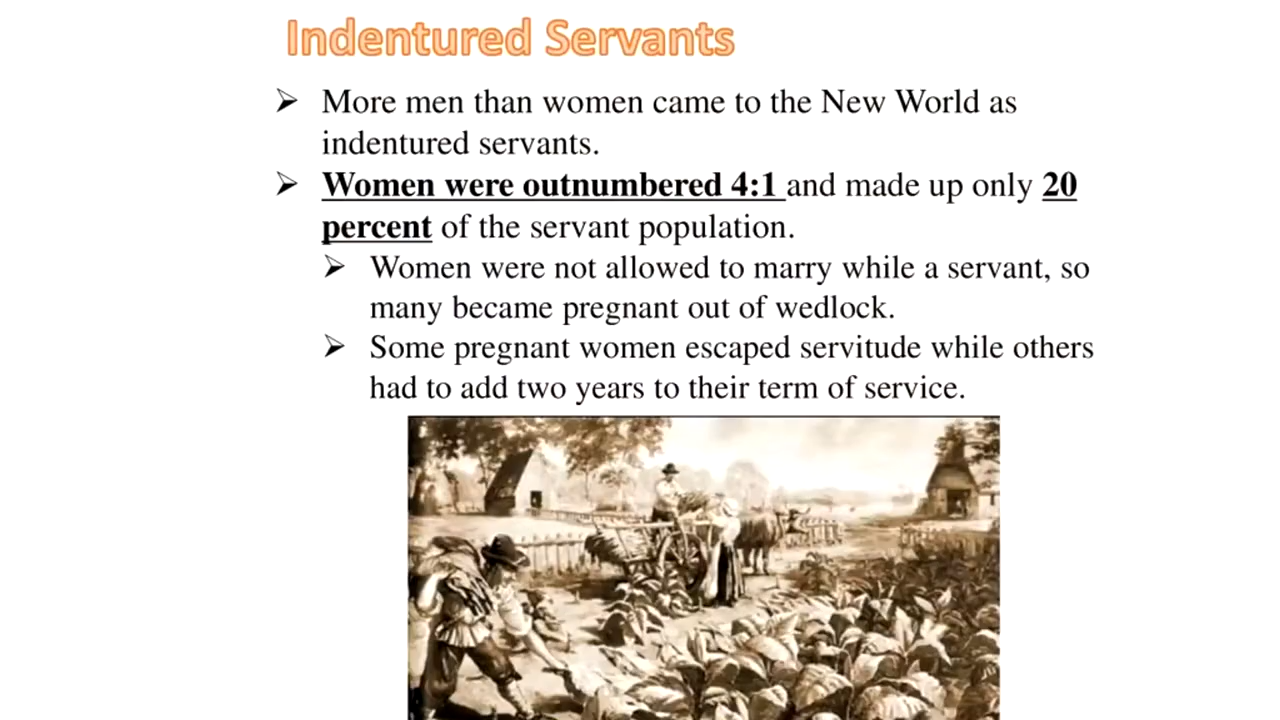 Indentured Servants
➢ More men than women came to the New World as
indentured servants.
➢ Women were outnumbered 4:1 and made up only 20
percent of the servant population.
➢ Women were not allowed to marry while a servant, so
many became pregnant out of wedlock.
➢ Some pregnant women escaped servitude while others
had to add two years to their term of service.